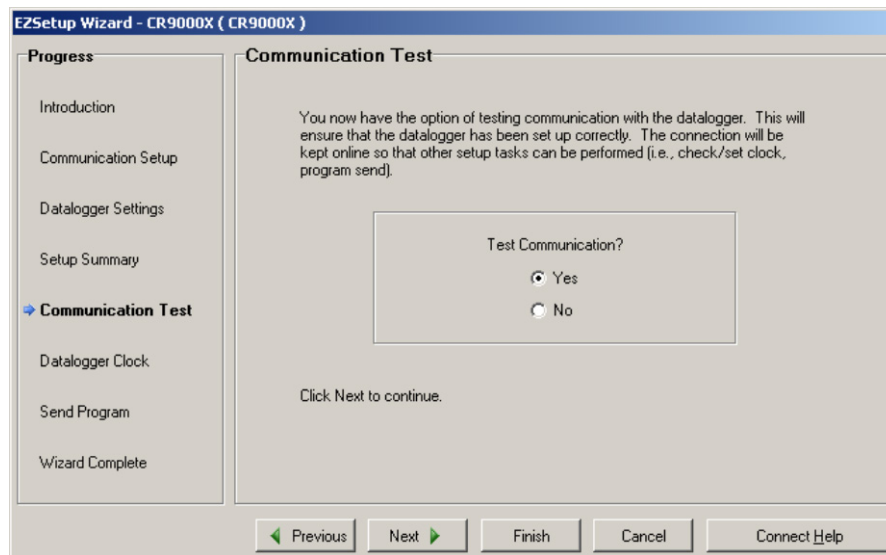 EZSetup Wizard - CR9000X ( CR9000X )
Progress
Introduction
Communication Setup
Datalogger Settings
Setup Summary
Communication Test
Datalogger Clock
Send Program
Wizard Complete
Communication Test
You now have the option of testing communication with the datalogger. This will
ensure that the datalogger has been set up correctly. The connection will be
kept online so that other setup tasks can be performed (i.e., check/set clock,
program send).
Test Communication?
Yes
No
Click Next to continue.
Previous
Next
Finish
Cancel
Connect Help